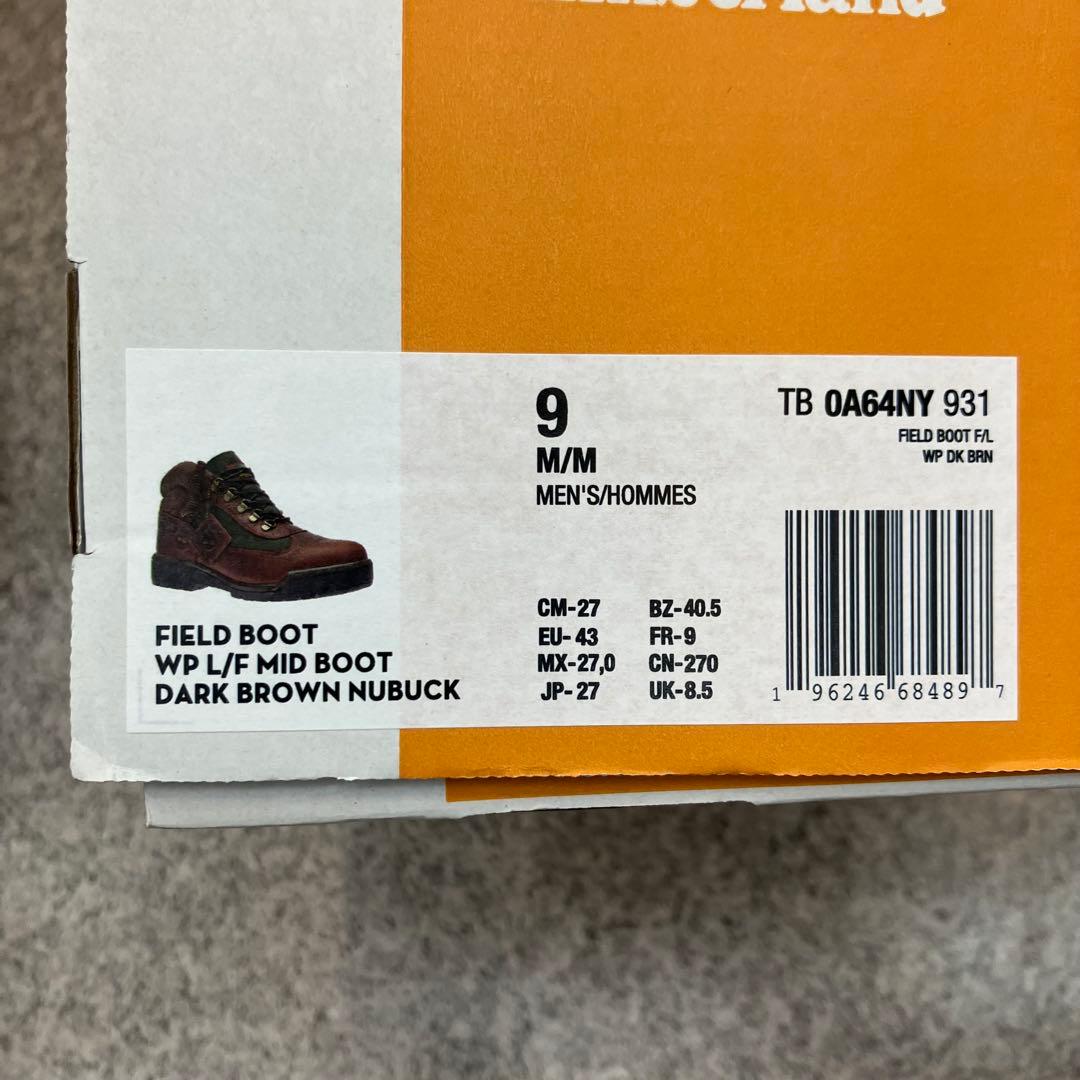 9
M/M
MEN'S/HOMMES
TB 0A64NY 931
FIELD BOOT F/L
WP DK BRN
FIELD BOOT
WP L/F MID BOOT
DARK BROWN NUBUCK
CM-27 BZ-40.5
EU-43 FR-9
MX-27,0 CN-270
JP-27 UK-8.5
1 96246 68489 7